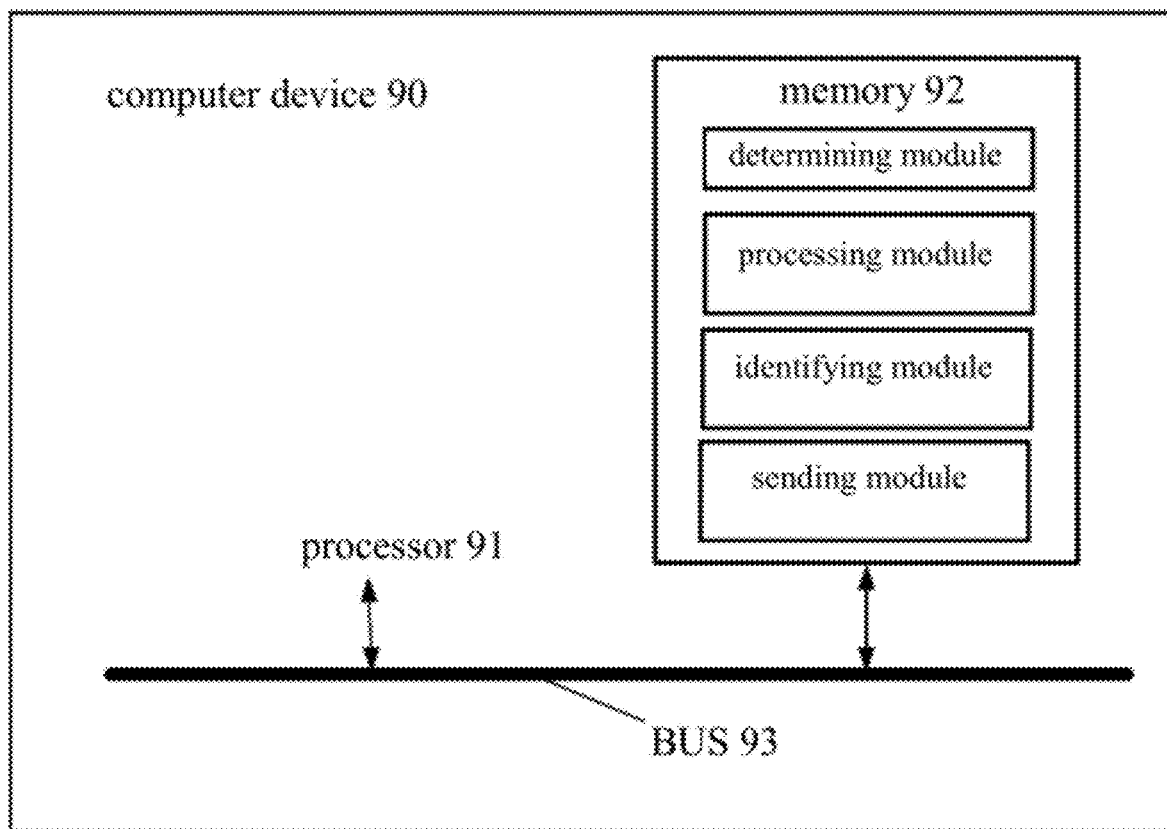 computer device 90
memory 92
determining module
processing module
identifying module
sending module
processor 91
BUS 93